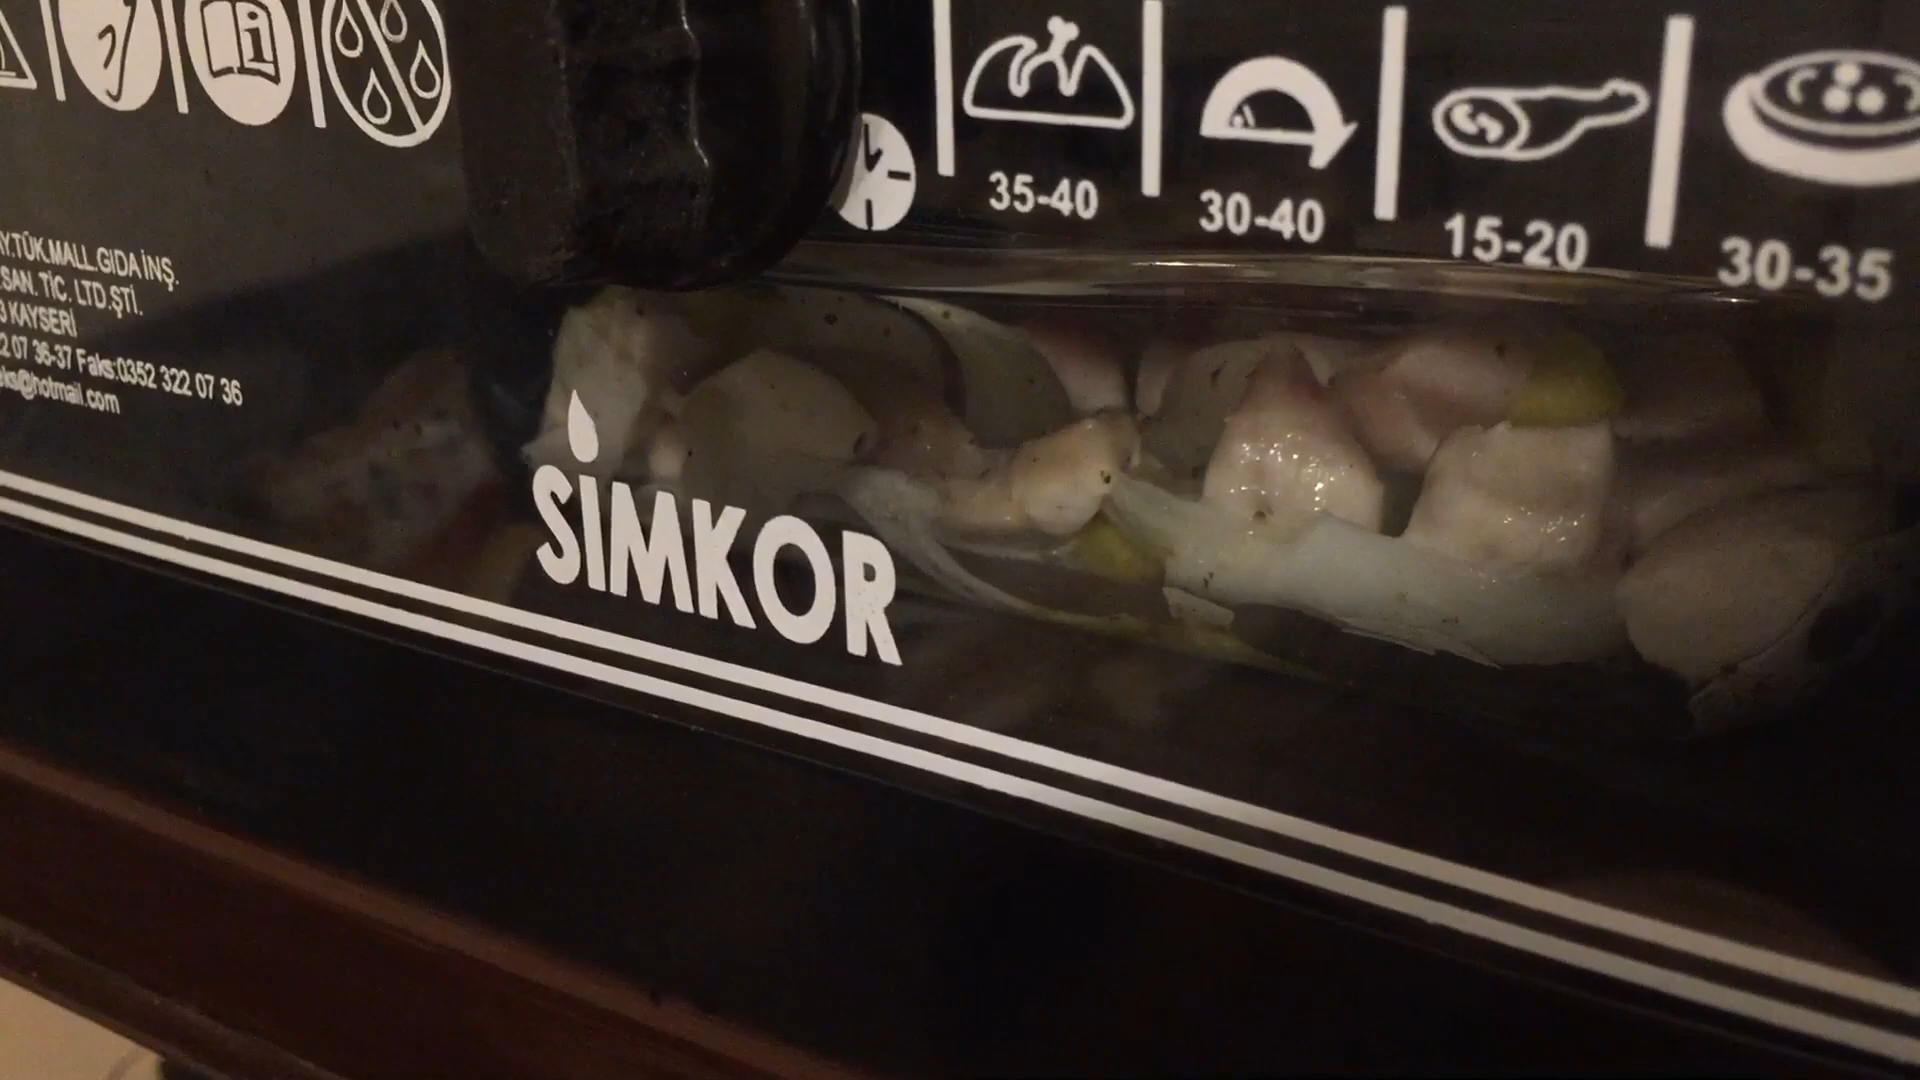 35-40
30-40
15-20
30-35
TÜK.MALL.GIDA İNŞ.
SAN. TİC. LTD.ŞTİ.
KAYSERİ
07 36-37 Faks:0352 322 07 36
@hotmail.com
SİMKOR